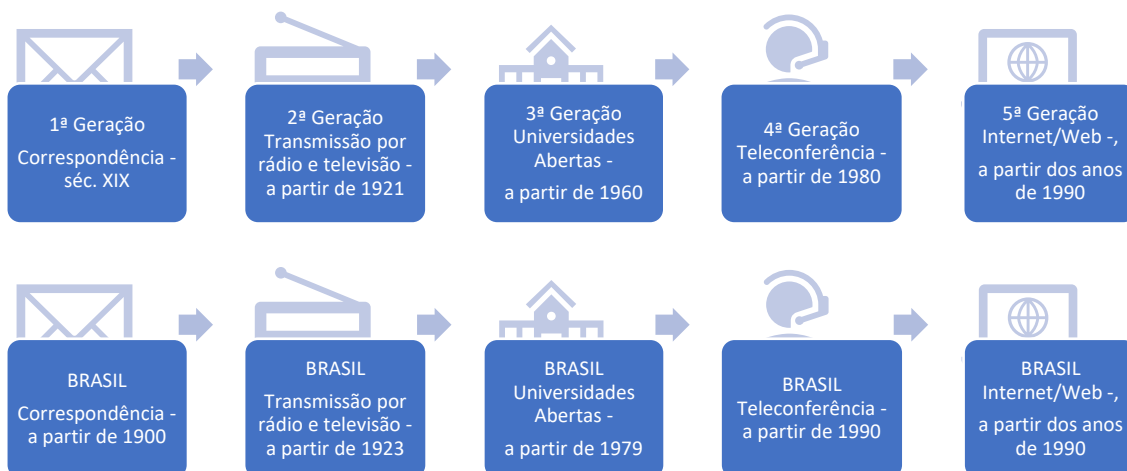 1ª Geração
Correspondência -
séc. XIX
2ª Geração
Transmissão por
rádio e televisão -
a partir de 1921
3ª Geração
Universidades
Abertas -
a partir de 1960
4ª Geração
Teleconferência -
a partir de 1980
5ª Geração
Internet/Web -,
a partir dos anos
de 1990
BRASIL
Correspondência -
a partir de 1900
BRASIL
Transmissão por
rádio e televisão -
a partir de 1923
BRASIL
Universidades
Abertas -
a partir de 1979
BRASIL
Teleconferência -
a partir de 1990
BRASIL
Internet/Web -,
a partir dos anos
de 1990